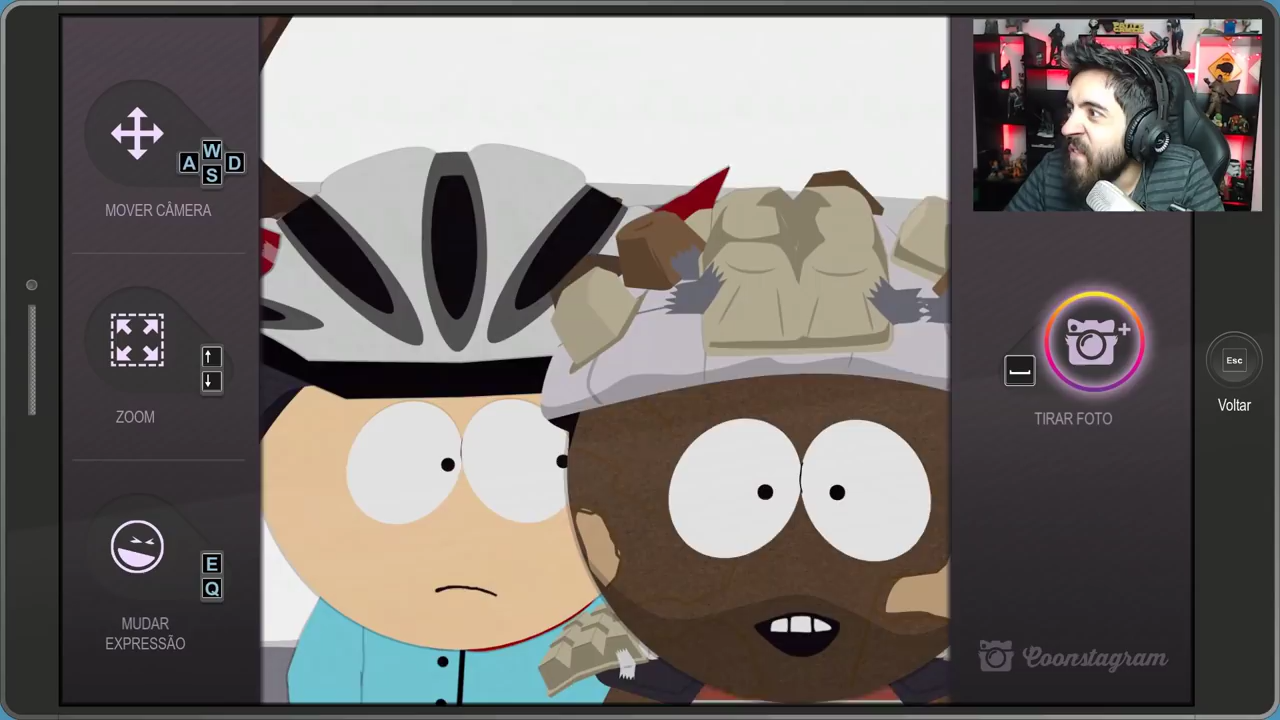 W
A
D
S
MOVER CÂMERA
↑
↓
ZOOM
E
Q
MUDAR
EXPRESSÃO
TIRAR FOTO
Esc
Voltar
Coonstagram